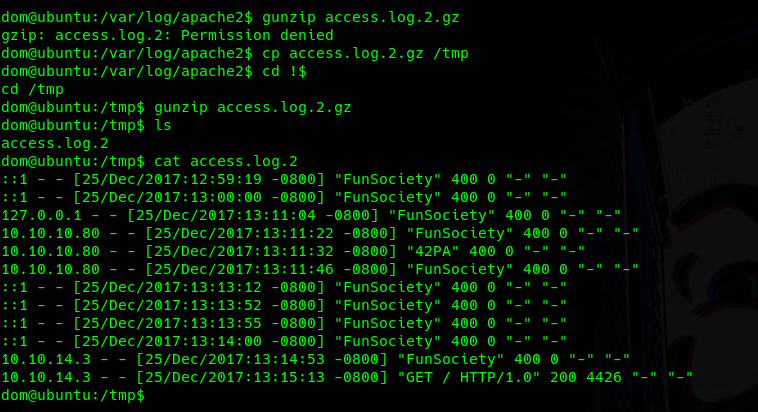 dom@ubuntu:/var/log/apache2$ gunzip access.log.2.gz
gzip: access.log.2: Permission denied
dom@ubuntu:/var/log/apache2$ cp access.log.2.gz /tmp
dom@ubuntu:/var/log/apache2$ cd !$
cd /tmp
dom@ubuntu:/tmp$ gunzip access.log.2.gz
dom@ubuntu:/tmp$ ls
access.log.2
dom@ubuntu:/tmp$ cat access.log.2
::1 - - [25/Dec/2017:12:59:19 -0800] "FunSociety" 400 0 "-" "-"
::1 - - [25/Dec/2017:13:00:00 -0800] "FunSociety" 400 0 "-" "-"
127.0.0.1 - - [25/Dec/2017:13:11:04 -0800] "FunSociety" 400 0 "-" "-"
10.10.10.80 - - [25/Dec/2017:13:11:22 -0800] "FunSociety" 400 0 "-" "-"
10.10.10.80 - - [25/Dec/2017:13:11:32 -0800] "42PA" 400 0 "-" "-"
10.10.10.80 - - [25/Dec/2017:13:11:46 -0800] "FunSociety" 400 0 "-" "-"
::1 - - [25/Dec/2017:13:13:12 -0800] "FunSociety" 400 0 "-" "-"
::1 - - [25/Dec/2017:13:13:52 -0800] "FunSociety" 400 0 "-" "-"
::1 - - [25/Dec/2017:13:13:55 -0800] "FunSociety" 400 0 "-" "-"
::1 - - [25/Dec/2017:13:14:00 -0800] "FunSociety" 400 0 "-" "-"
10.10.14.3 - - [25/Dec/2017:13:14:53 -0800] "FunSociety" 400 0 "-" "-"
10.10.14.3 - - [25/Dec/2017:13:15:13 -0800] "GET / HTTP/1.0" 200 4426 "-" "-"
dom@ubuntu:/tmp$